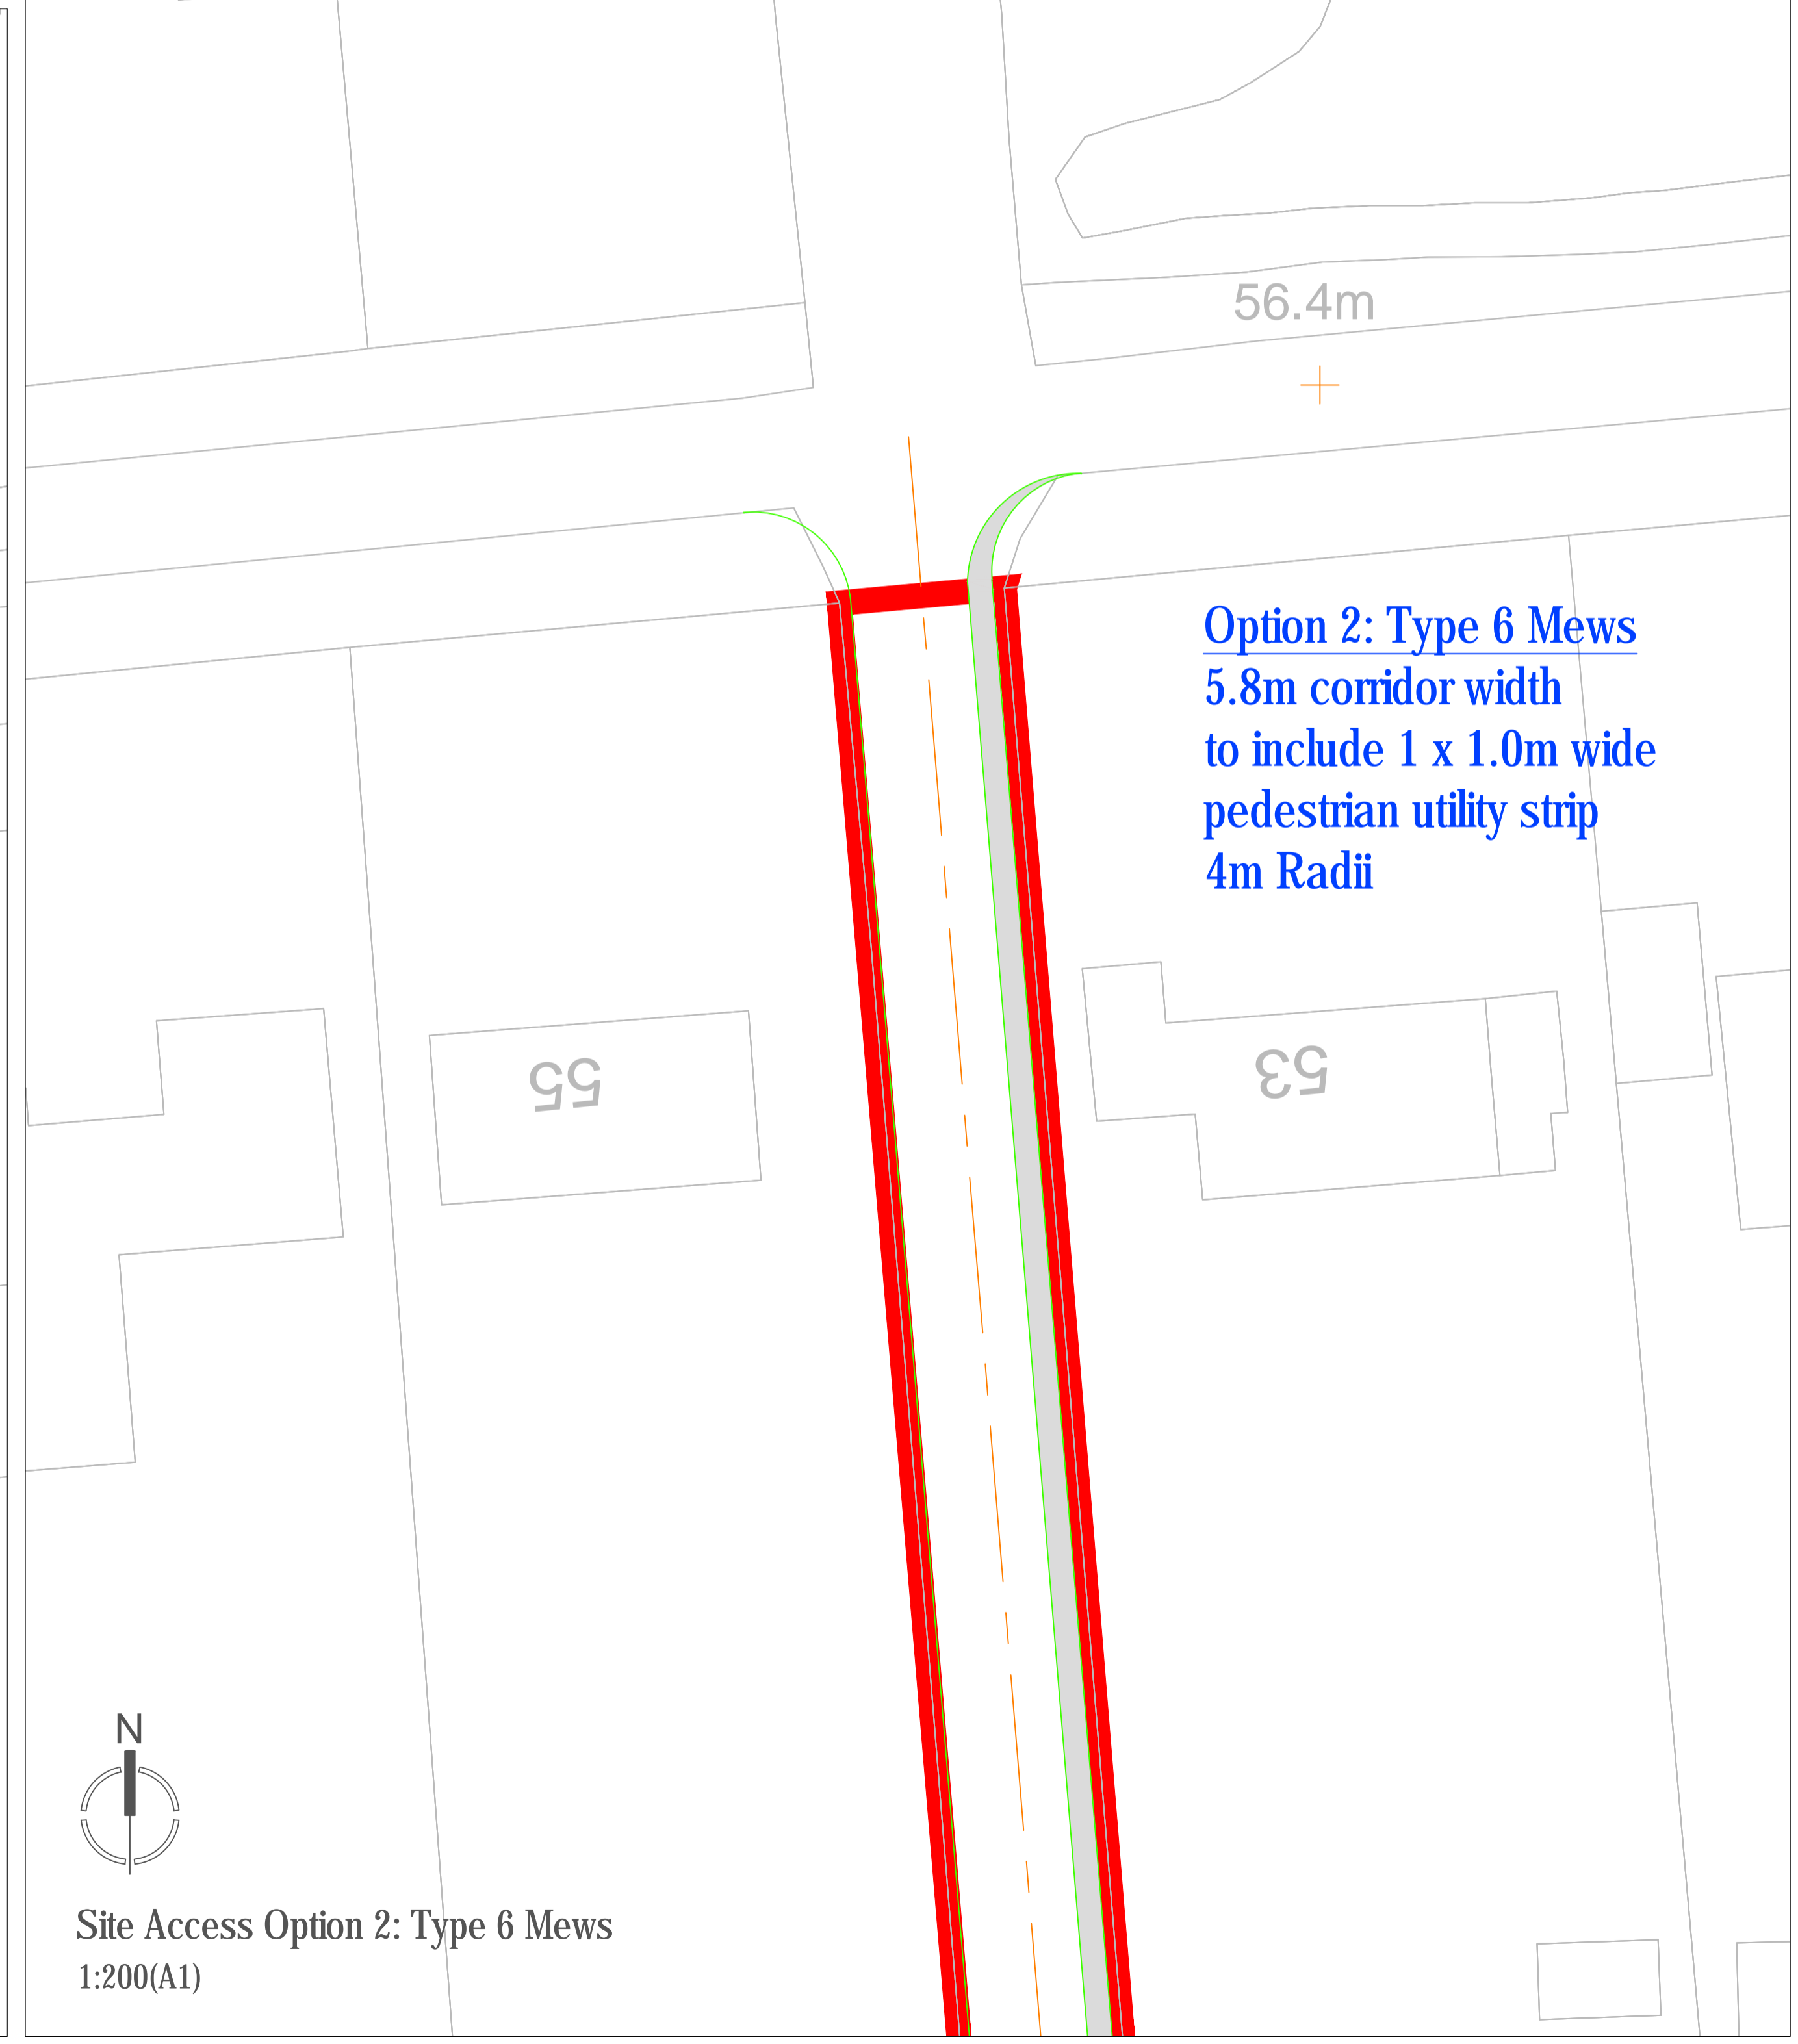 56.4m
Option 2: Type 6 Mews
5.8m corridor width
to include 1 x 1.0m wide
pedestrian utility strip
4m Radii
55
53
N
Site Access Option 2: Type 6 Mews
1:200(A1)